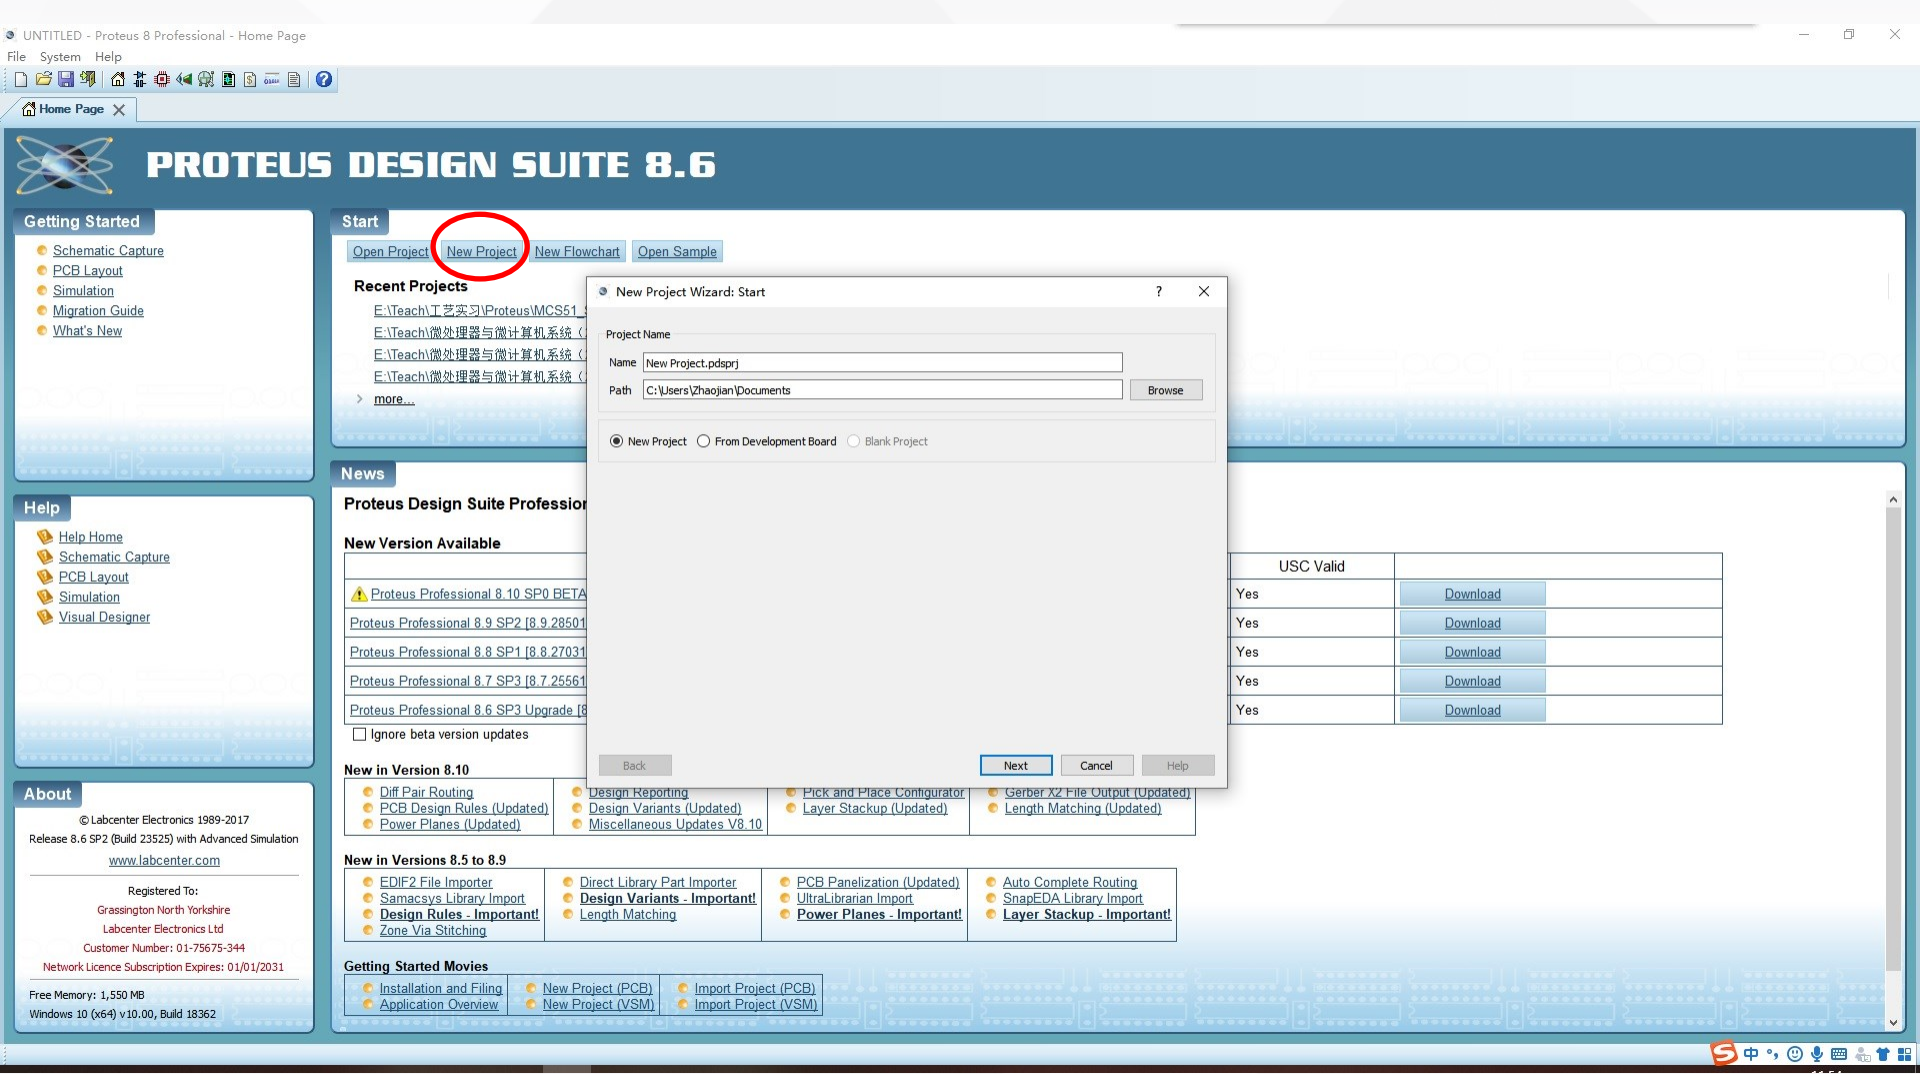 UNTITLED - Proteus 8 Professional - Home Page
File System Help
Home Page
PROTEUS DESIGN SUITE 8.6
Getting Started
Schematic Capture
PCB Layout
Simulation
Migration Guide
What's New
Help
Help Home
Schematic Capture
PCB Layout
Simulation
Visual Designer
About
© Labcenter Electronics 1989-2017
Release 8.6 SP2 (Build 23525) with Advanced Simulation
www.labcenter.com
Registered To:
Grassington North Yorkshire
Labcenter Electronics Ltd
Customer Number: 01-75675-344
Network Licence Subscription Expires: 01/01/2031
Free Memory: 1,550 MB
Windows 10 (x64) v10.00, Build 18362
Start
Open Project New Project New Flowchart Open Sample
Recent Projects
E:\Teach\工艺实习\Proteus\MCS51_
E:\Teach\微处理器与微计算机系统（
E:\Teach\微处理器与微计算机系统（
E:\Teach\微处理器与微计算机系统（
more...
New Project Wizard: Start
Project Name
Name New Project.pdsprj
Path C:\Users\Zhaojian\Documents Browse
New Project From Development Board Blank Project
Back Next Cancel Help
News
Proteus Design Suite Professio
New Version Available
USC Valid
Proteus Professional 8.10 SP0 BETA Yes Download
Proteus Professional 8.9 SP2 [8.9.28501 Yes Download
Proteus Professional 8.8 SP1 [8.8.27031 Yes Download
Proteus Professional 8.7 SP3 [8.7.25561 Yes Download
Proteus Professional 8.6 SP3 Upgrade [8 Yes Download
Ignore beta version updates
New in Version 8.10
Diff Pair Routing Design Reporting Pick and Place Configurator Gerber X2 File Output (Updated)
PCB Design Rules (Updated) Design Variants (Updated) Layer Stackup (Updated) Length Matching (Updated)
Power Planes (Updated) Miscellaneous Updates V8.10
New in Versions 8.5 to 8.9
EDIF2 File Importer Direct Library Part Importer PCB Panelization (Updated) Auto Complete Routing
Samacsys Library Import Design Variants - Important! UltraLibrarian Import SnapEDA Library Import
Design Rules - Important! Length Matching Power Planes - Important! Layer Stackup - Important!
Zone Via Stitching
Getting Started Movies
Installation and Filing New Project (PCB) Import Project (PCB)
Application Overview New Project (VSM) Import Project (VSM)
中